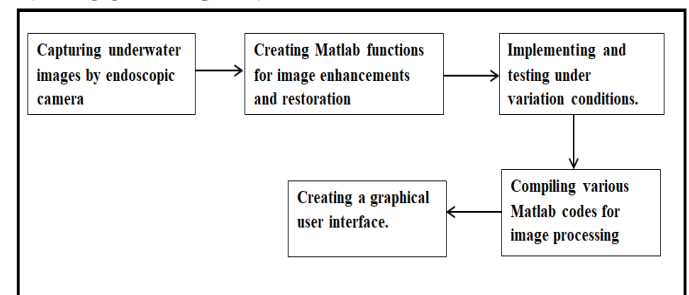 Capturing underwater
images by endoscopic
camera
Creating Matlab functions
for image enhancements
and restoration
Implementing and
testing under
variation conditions.
Compiling various
Matlab codes for
image processing
Creating a graphical
user interface.